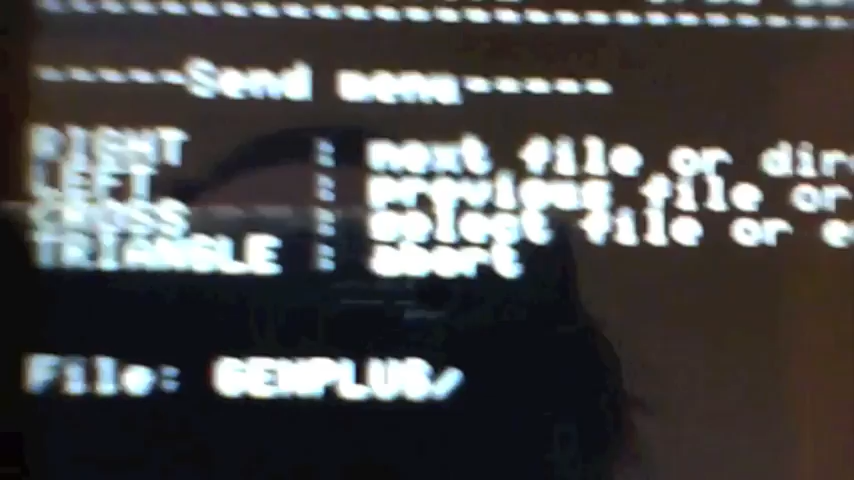 -----Send menu-----
RIGHT : next file or dir
LEFT : previous file or
CROSS : select file or
TRIANGLE : abort
File: GENPLUS/